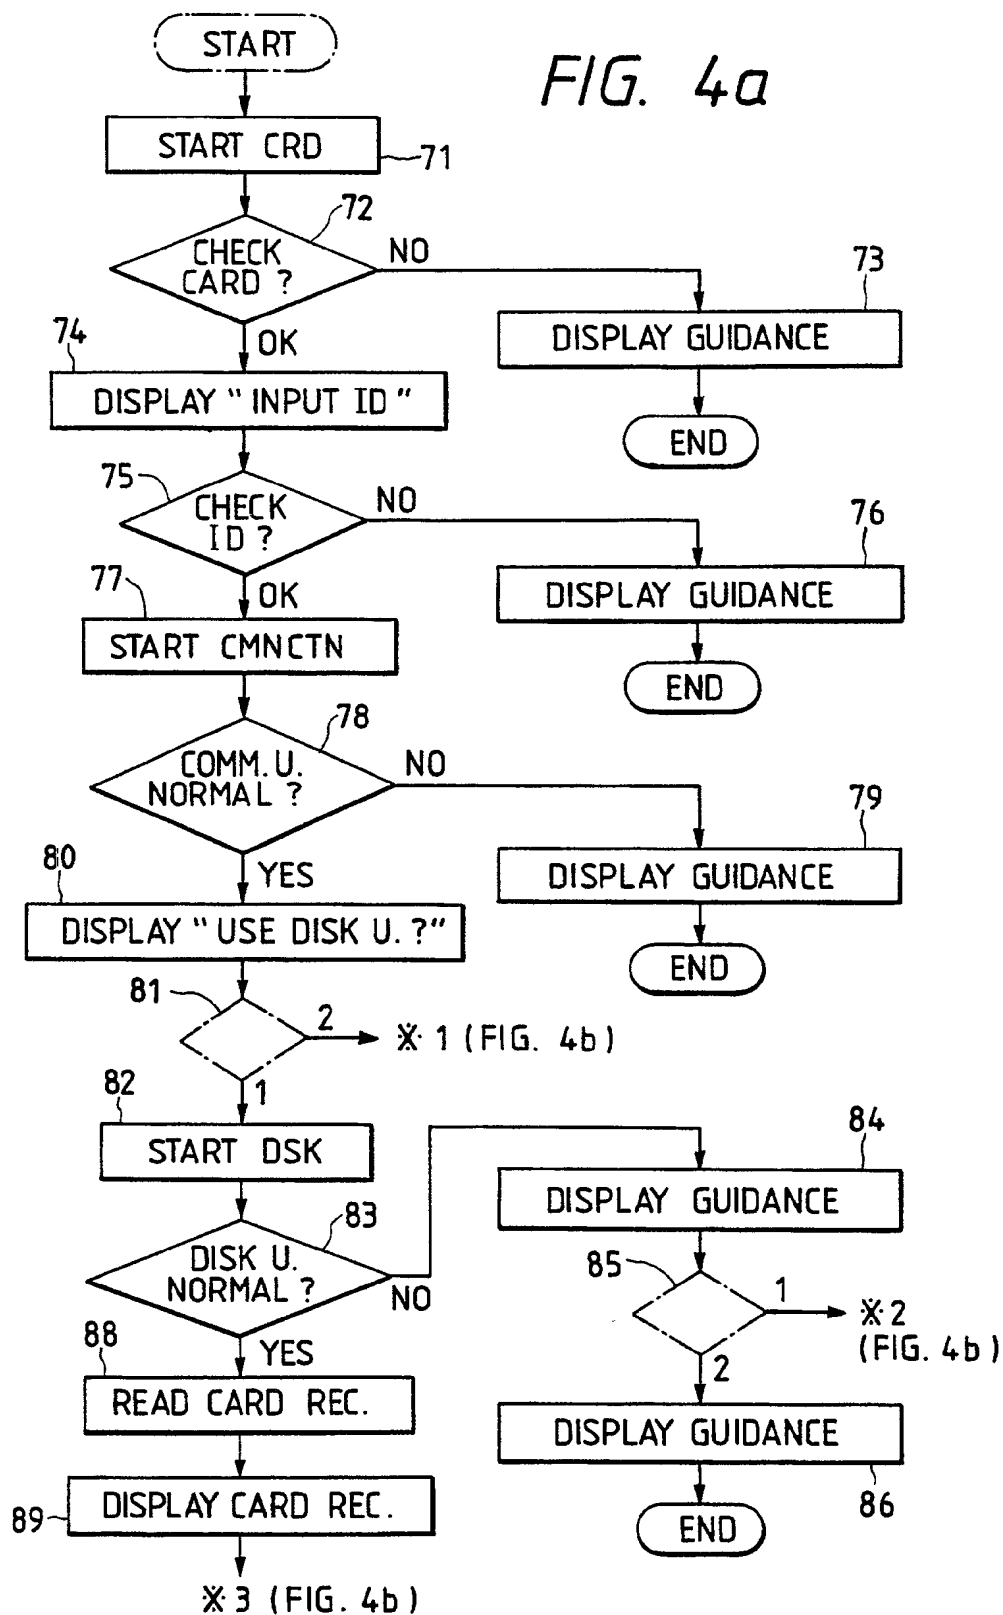 START
FIG. 4a
START CRD
71
72
CHECK
CARD ?
NO
73
DISPLAY GUIDANCE
END
OK
74
DISPLAY "INPUT ID"
75
CHECK
ID ?
NO
76
DISPLAY GUIDANCE
END
OK
77
START CMNCTN
78
COMM. U.
NORMAL ?
NO
79
DISPLAY GUIDANCE
END
YES
80
DISPLAY "USE DISK U. ?"
81
2
※ 1 (FIG. 4b)
1
82
START DSK
83
DISK U.
NORMAL ?
NO
84
DISPLAY GUIDANCE
85
1
※ 2
(FIG. 4b)
2
DISPLAY GUIDANCE
86
END
YES
88
READ CARD REC.
DISPLAY CARD REC.
89
※ 3 (FIG. 4b)